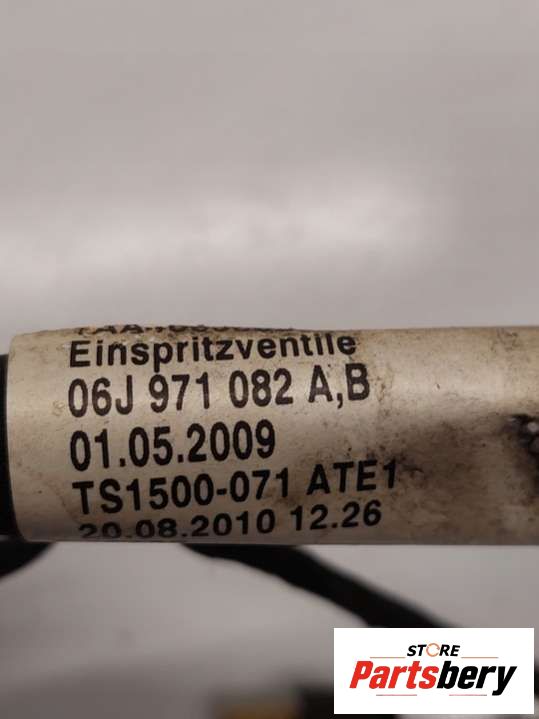 Einspritzventile
06J 971 082 A,B
01.05.2009
TS1500-071 ATE1
20.08.2010 12.26
STORE
Partsbery